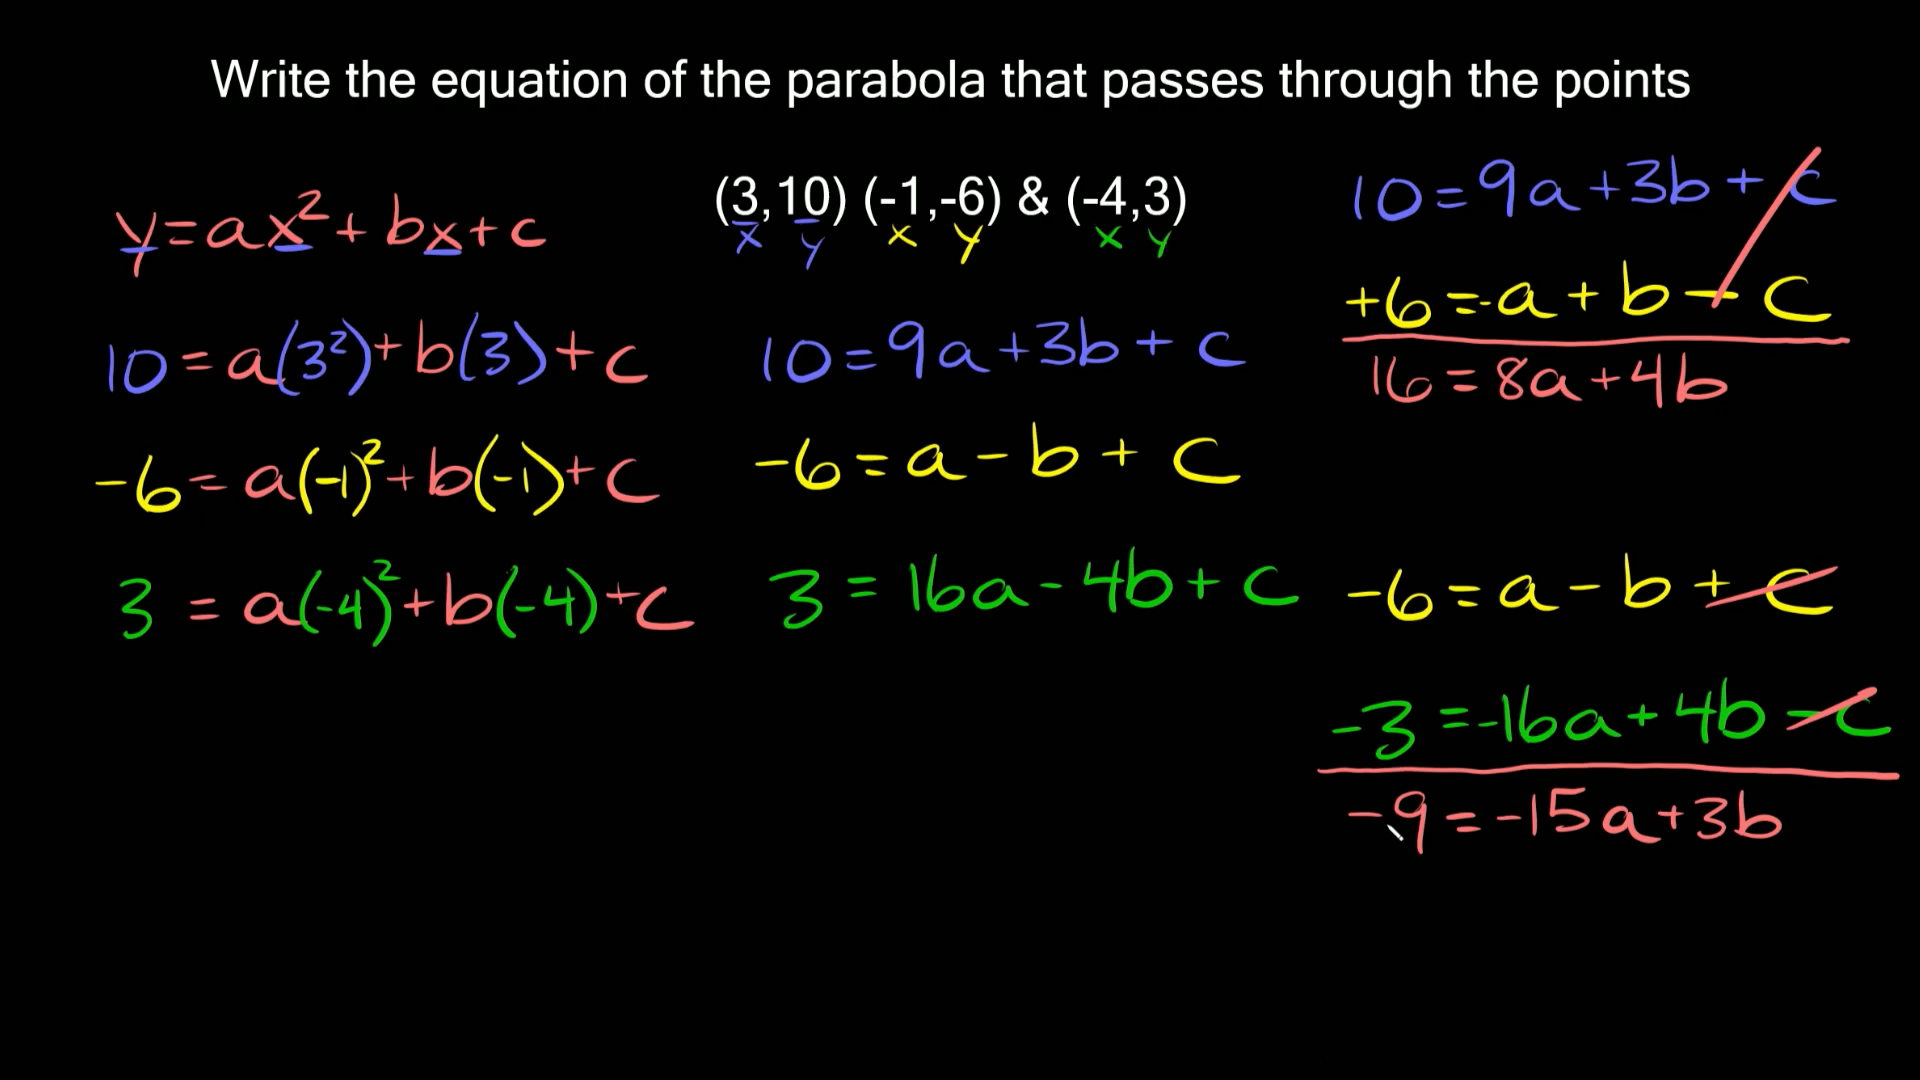 Write the equation of the parabola that passes through the points
(3,10) (-1,-6) & (-4,3)
x y x y x y
y=ax²+bx+c
10=a(3²)+b(3)+c
-6=a(-1)²+b(-1)+c
3=a(-4)²+b(-4)+c
10=9a+3b+c
-6=a-b+c
3=16a-4b+c
10=9a+3b+c
+6=-a+b-c
16=8a+4b
-6=a-b+c
-3=-16a+4b-c
-9=-15a+3b